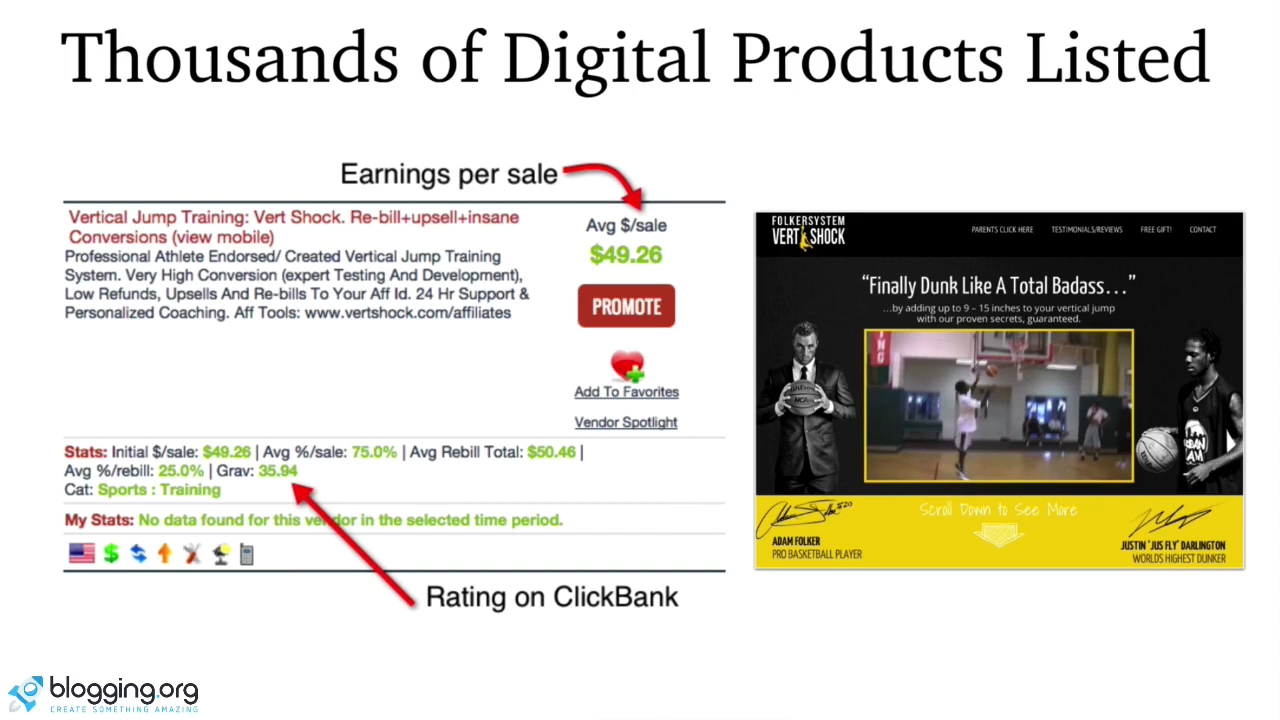 Thousands of Digital Products Listed
Earnings per sale
Vertical Jump Training: Vert Shock. Re-bill+upsell+insane
Conversions (view mobile)
Professional Athlete Endorsed/ Created Vertical Jump Training
System. Very High Conversion (expert Testing And Development),
Low Refunds, Upsells And Re-bills To Your Aff Id. 24 Hr Support &
Personalized Coaching. Aff Tools: www.vertshock.com/affiliates
Avg $/sale
$49.26
PROMOTE
Add To Favorites
Vendor Spotlight
Stats: Initial $/sale: $49.26 | Avg %/sale: 75.0% | Avg Rebill Total: $50.46 |
Avg %/rebill: 25.0% | Grav: 35.94
Cat: Sports : Training
My Stats: No data found for this vendor in the selected time period.
Rating on ClickBank
FOLKERSYSTEM
VERT SHOCK
PARENTS CLICK HERE TESTIMONIALS/REVIEWS FREE GIFT! CONTACT
“Finally Dunk Like A Total Badass...”
...by adding up to 9 – 15 inches to your vertical jump
with our proven secrets, guaranteed.
Scroll Down to See More
ADAM FOLKER
PRO BASKETBALL PLAYER
JUSTIN 'JUS FLY' DARLINGTON
WORLDS HIGHEST DUNKER
blogging.org
CREATE SOMETHING AMAZING